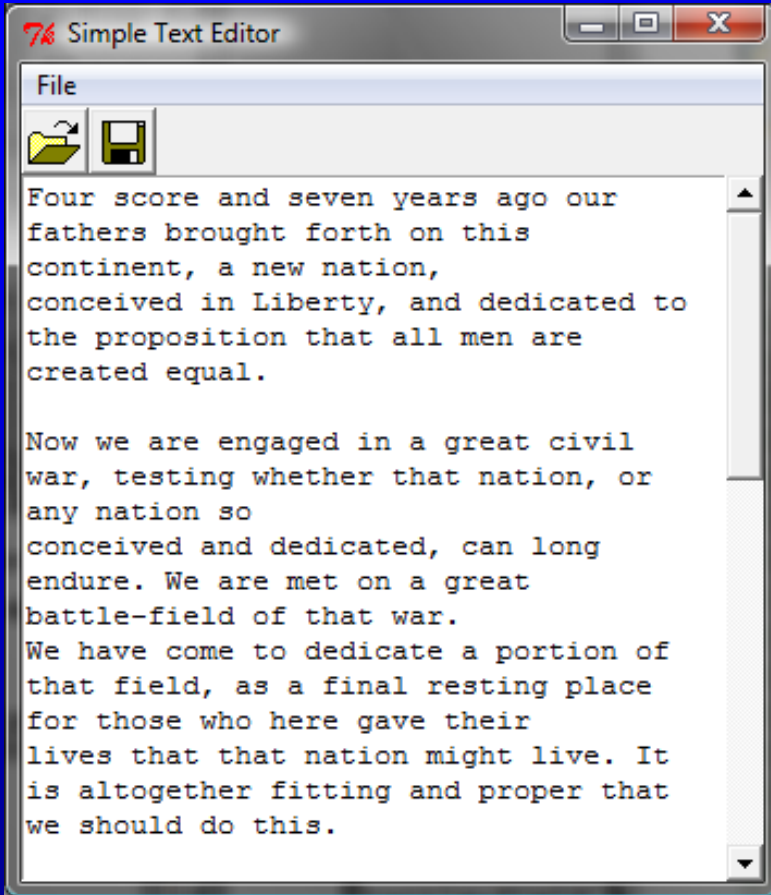 Simple Text Editor
File
Four score and seven years ago our
fathers brought forth on this
continent, a new nation,
conceived in Liberty, and dedicated to
the proposition that all men are
created equal.
Now we are engaged in a great civil
war, testing whether that nation, or
any nation so
conceived and dedicated, can long
endure. We are met on a great
battle-field of that war.
We have come to dedicate a portion of
that field, as a final resting place
for those who here gave their
lives that that nation might live. It
is altogether fitting and proper that
we should do this.